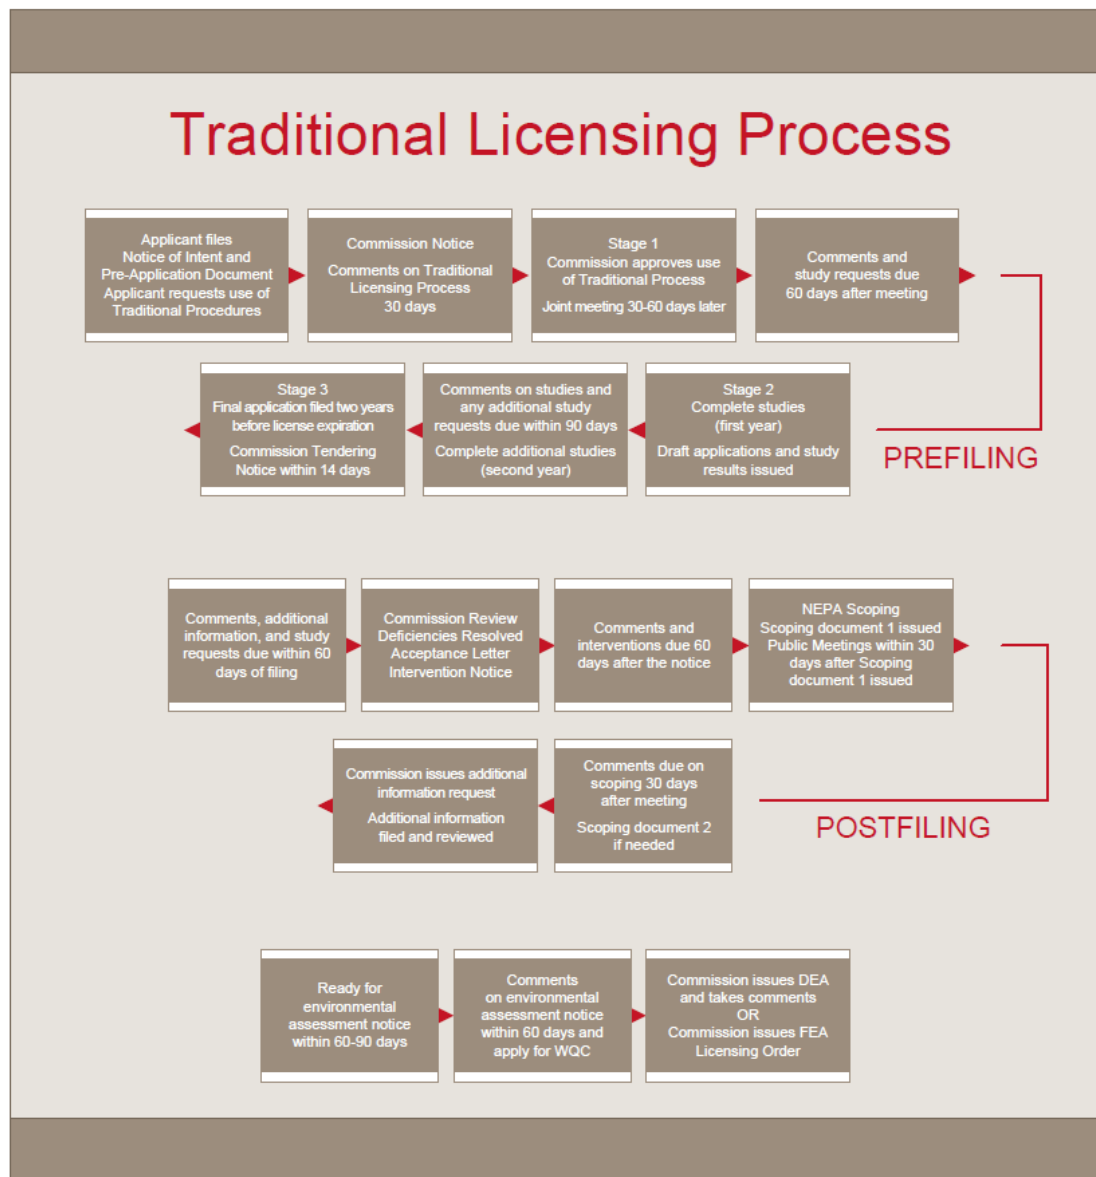 Traditional Licensing Process
Applicant files
Notice of Intent and
Pre-Application Document
Applicant requests use of
Traditional Procedures
Commission Notice
Comments on Traditional
Licensing Process
30 days
Stage 1
Commission approves use
of Traditional Process
Joint meeting 30-60 days later
Comments and
study requests due
60 days after meeting
PREFILING
Stage 2
Complete studies
(first year)
Draft applications and study
results issued
Comments on studies and
any additional study
requests due within 90 days
Complete additional studies
(second year)
Stage 3
Final application filed two years
before license expiration
Commission Tendering
Notice within 14 days
Comments, additional
information, and study
requests due within 60
days of filing
Commission Review
Deficiencies Resolved
Acceptance Letter
Intervention Notice
Comments and
interventions due 60
days after the notice
NEPA Scoping
Scoping document 1 issued
Public Meetings within 30
days after Scoping
document 1 issued
POSTFILING
Comments due on
scoping 30 days
after meeting
Scoping document 2
if needed
Commission issues additional
information request
Additional information
filed and reviewed
Ready for
environmental
assessment notice
within 60-90 days
Comments
on environmental
assessment notice
within 60 days and
apply for WQC
Commission issues DEA
and takes comments
OR
Commission issues FEA
Licensing Order